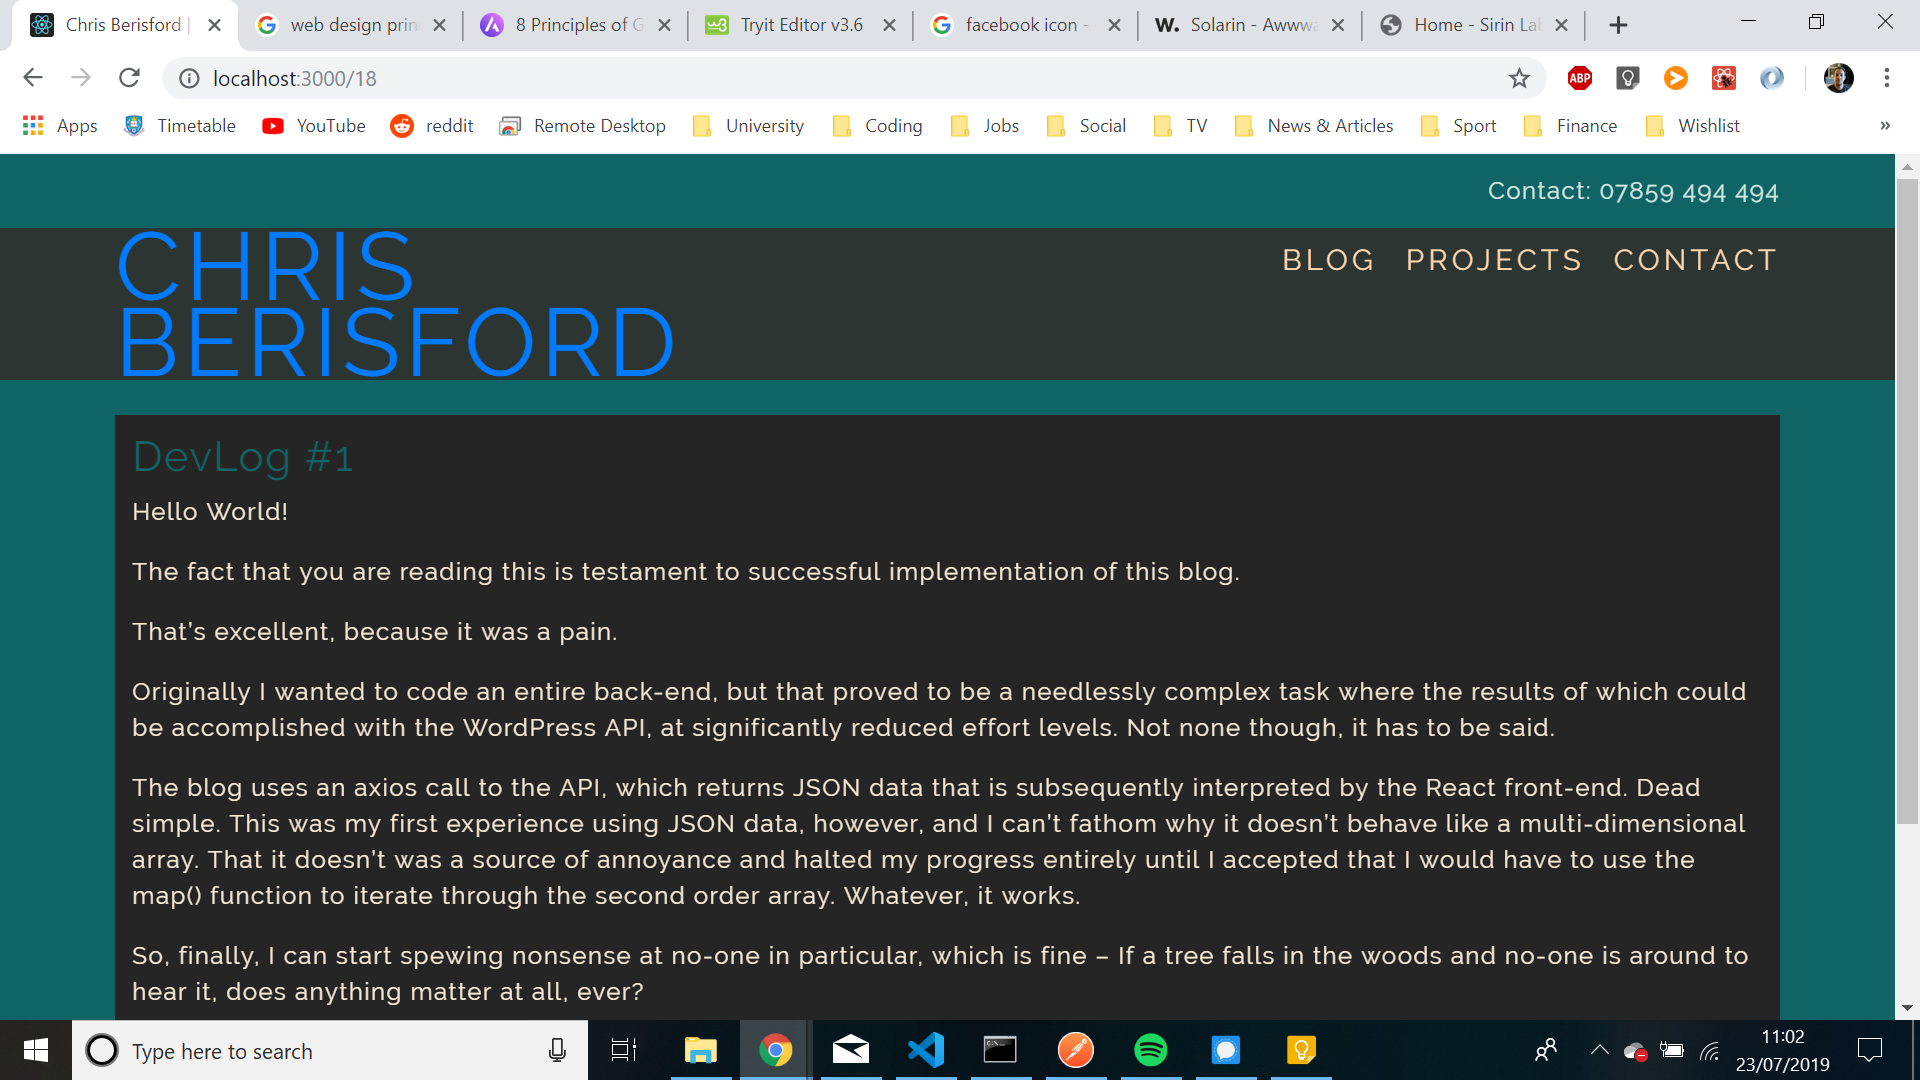 Chris Berisford |
web design prin
8 Principles of G
Tryit Editor v3.6
facebook icon -
W. Solarin - Awwwa
Home - Sirin Lab
localhost:3000/18
ABP
Apps
Timetable
YouTube
reddit
Remote Desktop
University
Coding
Jobs
Social
TV
News & Articles
Sport
Finance
Wishlist
»
Contact: 07859 494 494
CHRIS
BERISFORD
BLOG PROJECTS CONTACT
DevLog #1
Hello World!
The fact that you are reading this is testament to successful implementation of this blog.
That’s excellent, because it was a pain.
Originally I wanted to code an entire back-end, but that proved to be a needlessly complex task where the results of which could
be accomplished with the WordPress API, at significantly reduced effort levels. Not none though, it has to be said.
The blog uses an axios call to the API, which returns JSON data that is subsequently interpreted by the React front-end. Dead
simple. This was my first experience using JSON data, however, and I can’t fathom why it doesn’t behave like a multi-dimensional
array. That it doesn’t was a source of annoyance and halted my progress entirely until I accepted that I would have to use the
map() function to iterate through the second order array. Whatever, it works.
So, finally, I can start spewing nonsense at no-one in particular, which is fine – If a tree falls in the woods and no-one is around to
hear it, does anything matter at all, ever?
Type here to search
11:02
23/07/2019